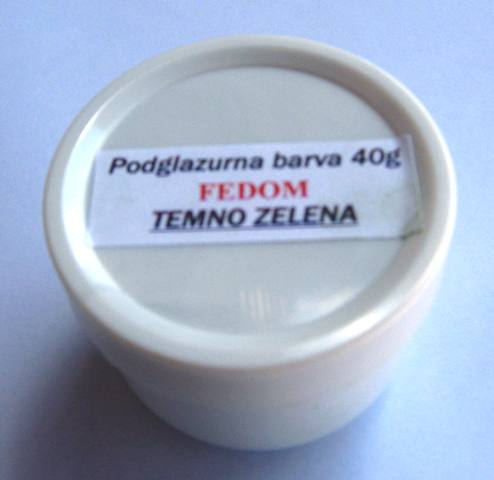 Podglazurna barva 40g
FEDOM
TEMNO ZELENA